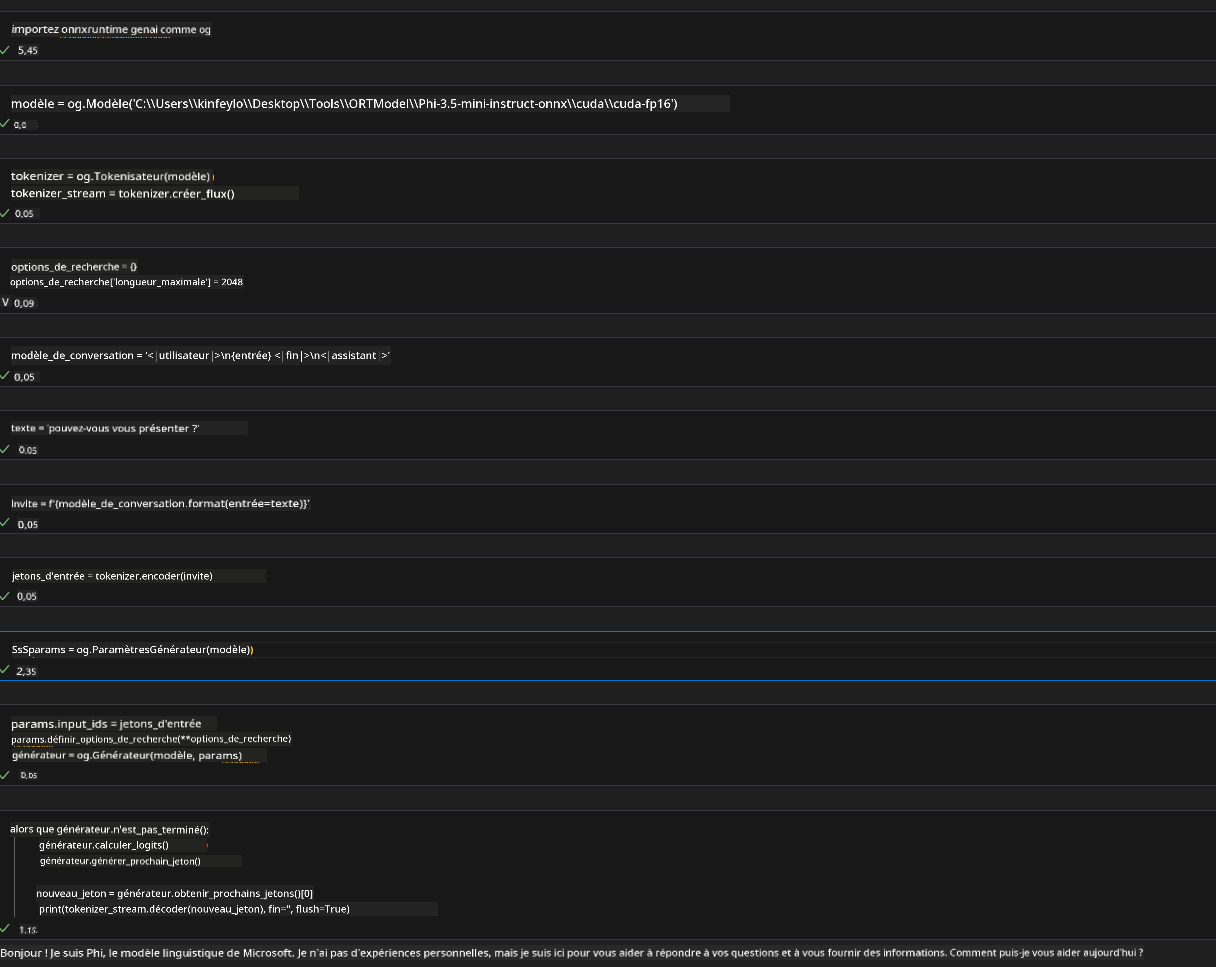 importez onnxruntime genai comme og
✓ 5,45
modèle = og.Modèle('C:\\Users\\kinfeylo\\Desktop\\Tools\\ORTModel\\Phi-3.5-mini-instruct-onnx\\cuda\\cuda-fp16')
✓ 0,0
tokenizer = og.Tokenisateur(modèle) (
tokenizer_stream = tokenizer.créer_flux()
✓ 0,05
options_de_recherche = {}
options_de_recherche['longueur_maximale'] = 2048
V 0,09
modèle_de_conversation = '<|utilisateur|>\n{entrée} <|fin|>\n<|assistant |>'
✓ 0,05
texte = 'pouvez-vous vous présenter ?'
✓ 0.05
invite = f'{modèle_de_conversation.format(entrée=texte)}'
✓ 0,05
jetons_d'entrée = tokenizer.encoder(invite)
✓ 0,05
SsSparams = og.ParamètresGénérateur(modèle))
✓ 2,35
params.input_ids = jetons_d'entrée
params.définir_options_de_recherche(**options_de_recherche)
générateur = og.Générateur(modèle, params)
✓ 0,05
alors que générateur.n'est_pas_terminé():
générateur.calculer_logits()
générateur.générer_prochain_jeton()
nouveau_jeton = générateur.obtenir_prochains_jetons()[0]
print(tokenizer_stream.décoder(nouveau_jeton), fin='', flush=True)
✓ 1,15
Bonjour ! Je suis Phi, le modèle linguistique de Microsoft. Je n'ai pas d'expériences personnelles, mais je suis ici pour vous aider à répondre à vos questions et à vous fournir des informations. Comment puis-je vous aider aujourd'hui ?